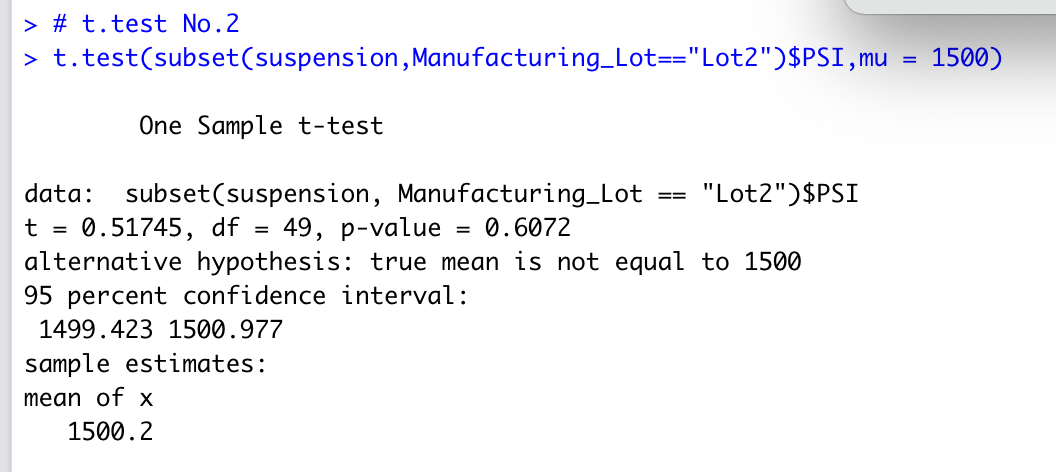 > # t.test No.2
> t.test(subset(suspension,Manufacturing_Lot=="Lot2")$PSI,mu = 1500)
One Sample t-test
data:  subset(suspension, Manufacturing_Lot == "Lot2")$PSI
t = 0.51745, df = 49, p-value = 0.6072
alternative hypothesis: true mean is not equal to 1500
95 percent confidence interval:
1499.423 1500.977
sample estimates:
mean of x
1500.2